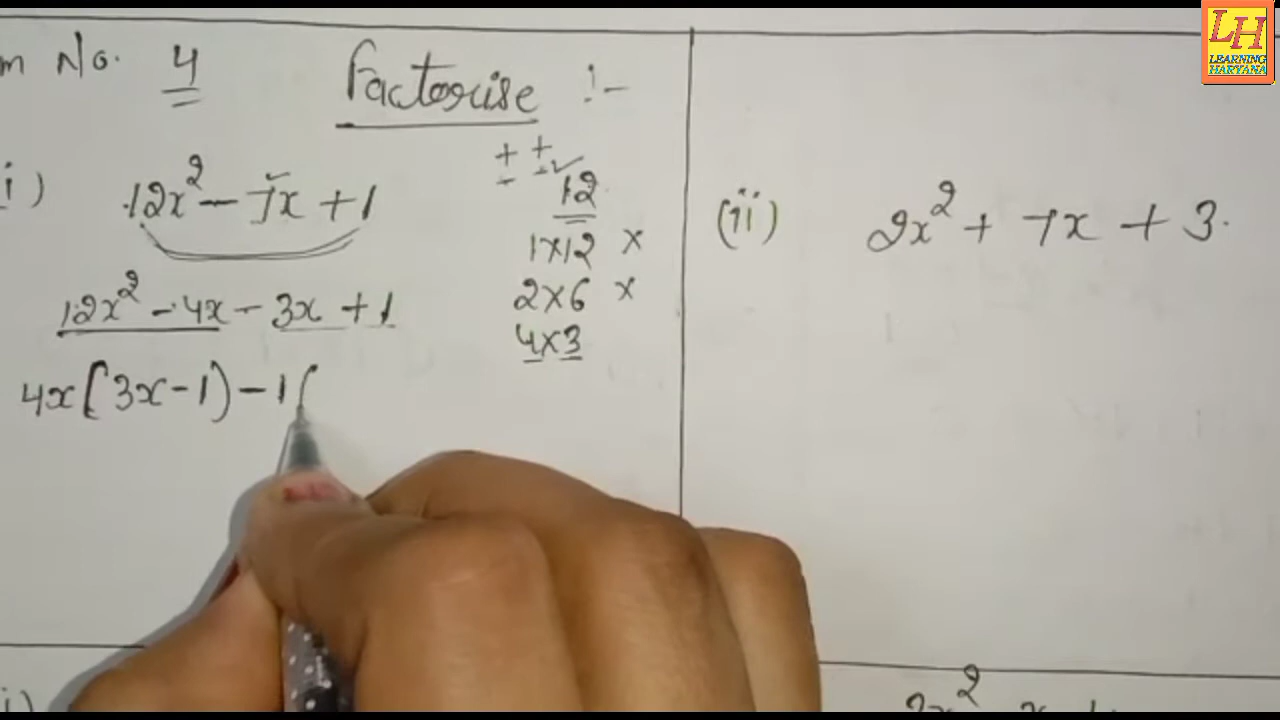 LH
LEARNING
HARYANA
m No. 4
Factorise :-
i) 12x² - 7x + 1
12x² - 4x - 3x + 1
4x(3x-1) - 1(
+ +
- -
12
1×12 ×
2×6 ×
4×3
(ii) 2x² + 7x + 3.
i)